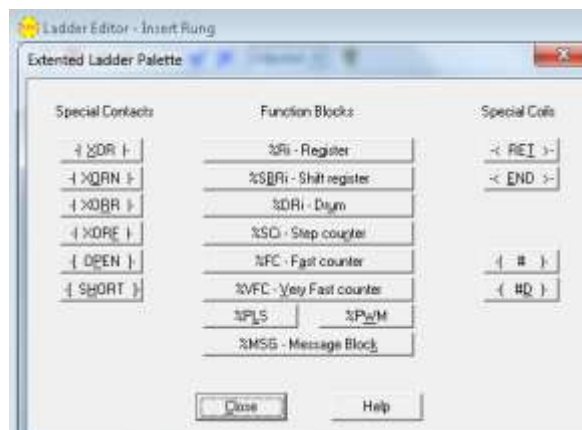 Ladder Editor - Insert Rung
Extented Ladder Palette
Special Contacts Function Blocks Special Coils
-| XOR |- %Ri - Register -< RET >-
-| XORN |- %SBRi - Shift register -< END >-
-| XOBR |- %DRi - Drum
-| XORE |- %SCi - Step counter
-[ OPEN ]- %FC - Fast counter -( # )-
-[ SHORT ]- %VFC - Very Fast counter -( #D )-
%PLS %PWM
%MSG - Message Block
Close Help